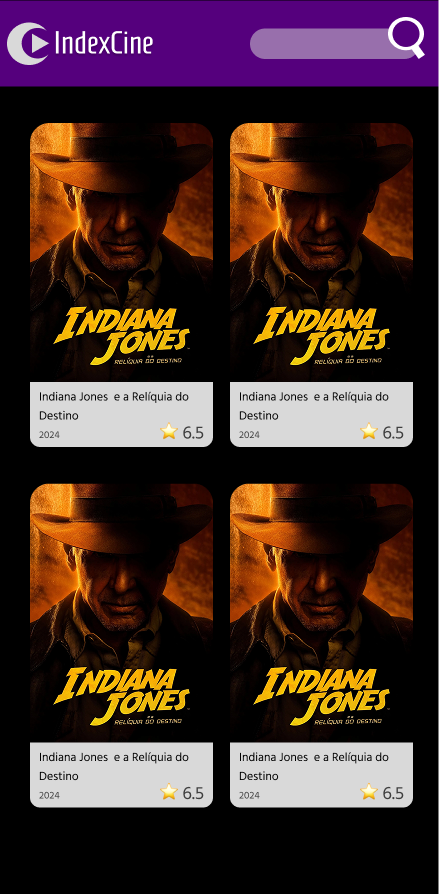 IndexCine
INDIANA
JONES
INDIANA
JONES
E A
E A
RELÍQUIA DO DESTINO
RELÍQUIA DO DESTINO
Indiana Jones e a Relíquia do
Destino
2024
6.5
Indiana Jones e a Relíquia do
Destino
2024
6.5
INDIANA
JONES
INDIANA
JONES
E A
E A
RELÍQUIA DO DESTINO
RELÍQUIA DO DESTINO
Indiana Jones e a Relíquia do
Destino
2024
6.5
Indiana Jones e a Relíquia do
Destino
2024
6.5